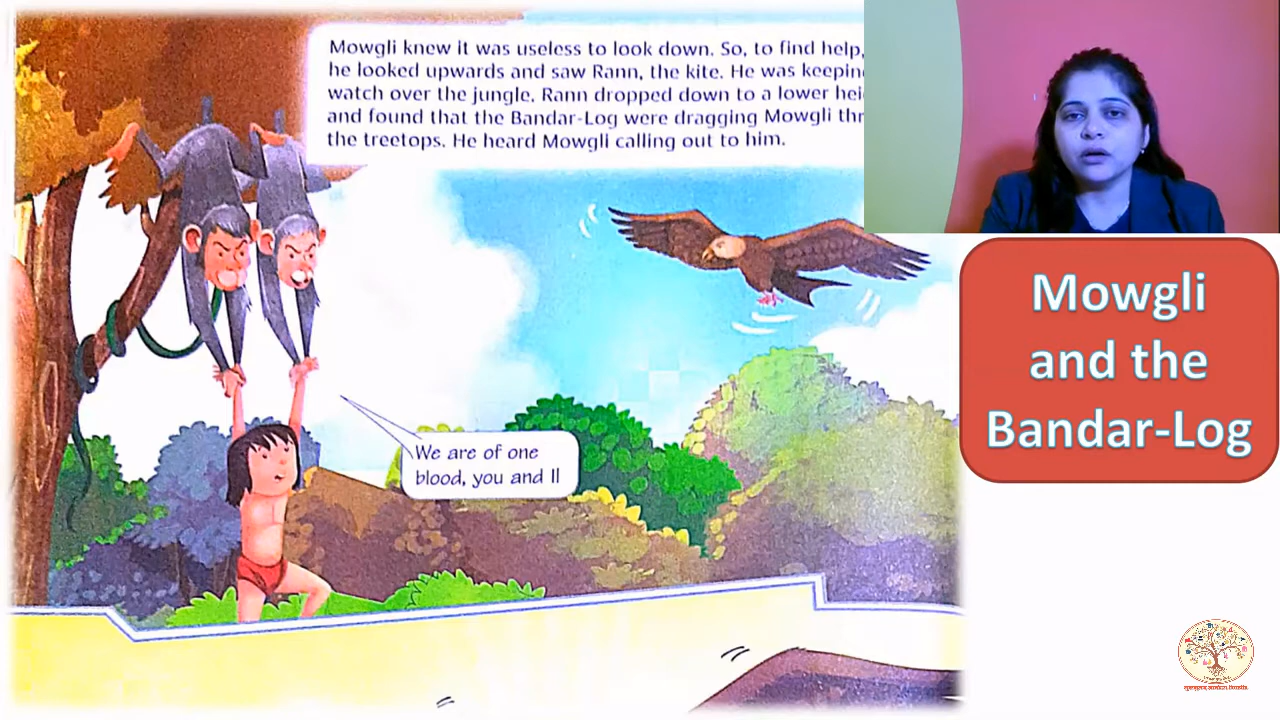 Mowgli knew it was useless to look down. So, to find help,
he looked upwards and saw Rann, the kite. He was keepin
watch over the jungle. Rann dropped down to a lower hei
and found that the Bandar-Log were dragging Mowgli thr
the treetops. He heard Mowgli calling out to him.
We are of one
blood, you and I!
Mowgli
and the
Bandar-Log